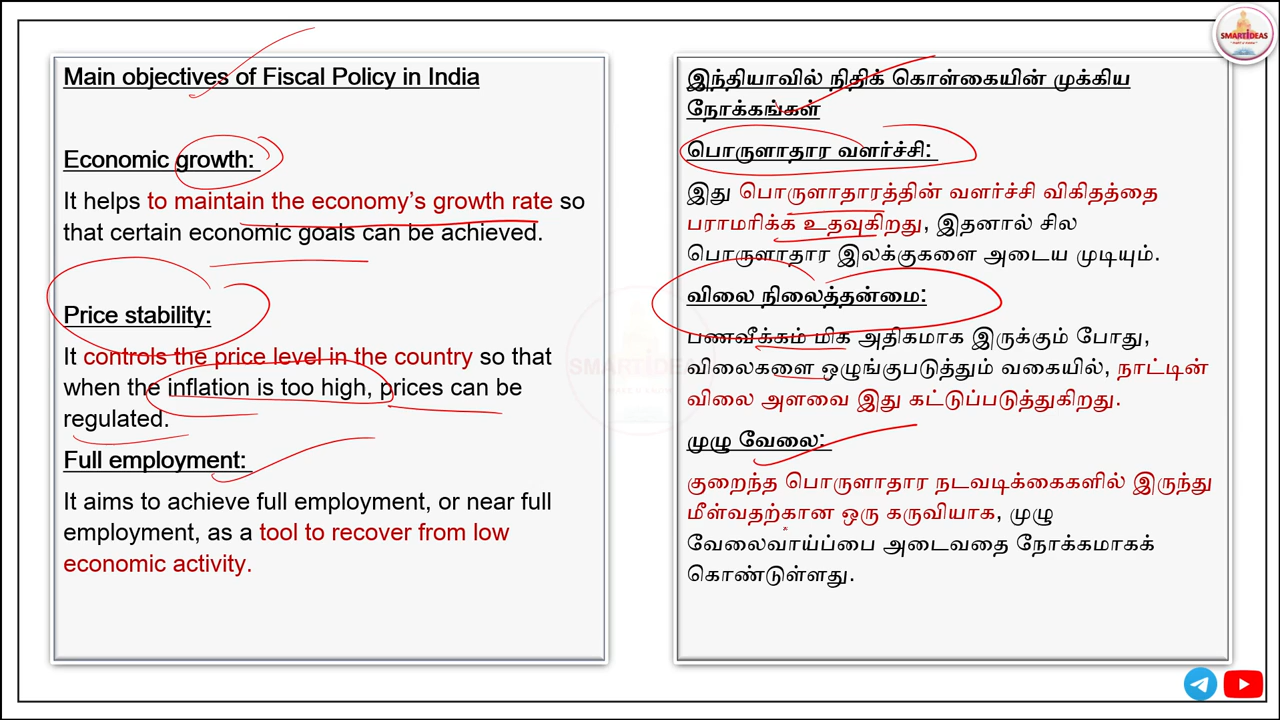 SMARTIDEAS
Main objectives of Fiscal Policy in India
Economic growth:
It helps to maintain the economy’s growth rate so
that certain economic goals can be achieved.
Price stability:
It controls the price level in the country so that
when the inflation is too high, prices can be
regulated.
Full employment:
It aims to achieve full employment, or near full
employment, as a tool to recover from low
economic activity.
இந்தியாவில் நிதிக் கொள்கையின் முக்கிய
நோக்கங்கள்
பொருளாதார வளர்ச்சி:
இது பொருளாதாரத்தின் வளர்ச்சி விகிதத்தை
பராமரிக்க உதவுகிறது, இதனால் சில
பொருளாதார இலக்குகளை அடைய முடியும்.
விலை நிலைத்தன்மை:
பணவீக்கம் மிக அதிகமாக இருக்கும் போது,
விலைகளை ஒழுங்குபடுத்தும் வகையில், நாட்டின்
விலை அளவை இது கட்டுப்படுத்துகிறது.
முழு வேலை:
குறைந்த பொருளாதார நடவடிக்கைகளில் இருந்து
மீள்வதற்கான ஒரு கருவியாக, முழு
வேலைவாய்ப்பை அடைவதை நோக்கமாகக்
கொண்டுள்ளது.
SMARTIDEAS